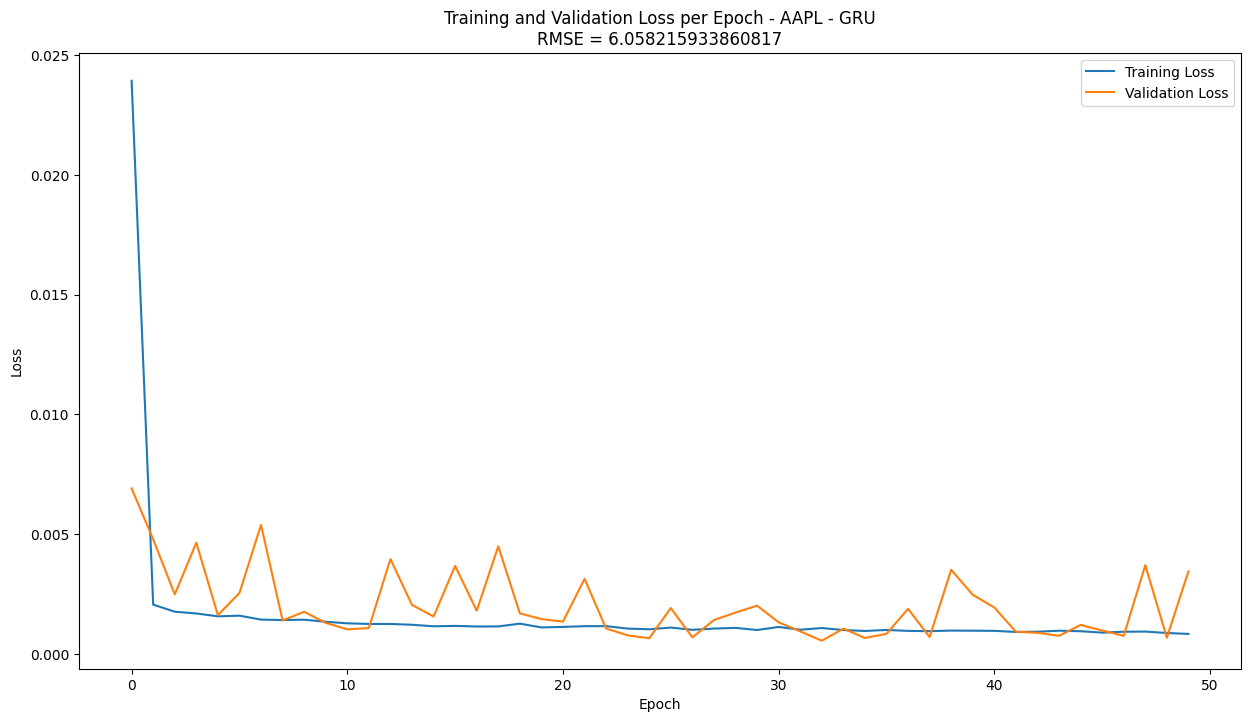 Training and Validation Loss per Epoch - AAPL - GRU
RMSE = 6.058215933860817
Training Loss
Validation Loss
Loss
0.025
0.020
0.015
0.010
0.005
0.000
0 10 20 30 40 50
Epoch